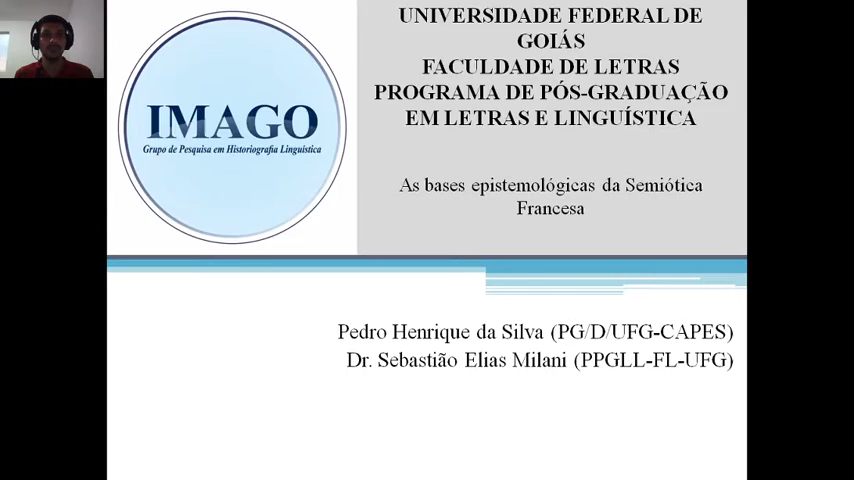 IMAGO
Grupo de Pesquisa em Historiografia Linguística
UNIVERSIDADE FEDERAL DE
GOIÁS
FACULDADE DE LETRAS
PROGRAMA DE PÓS-GRADUAÇÃO
EM LETRAS E LINGUÍSTICA
As bases epistemológicas da Semiótica
Francesa
Pedro Henrique da Silva (PG/D/UFG-CAPES)
Dr. Sebastião Elias Milani (PPGLL-FL-UFG)